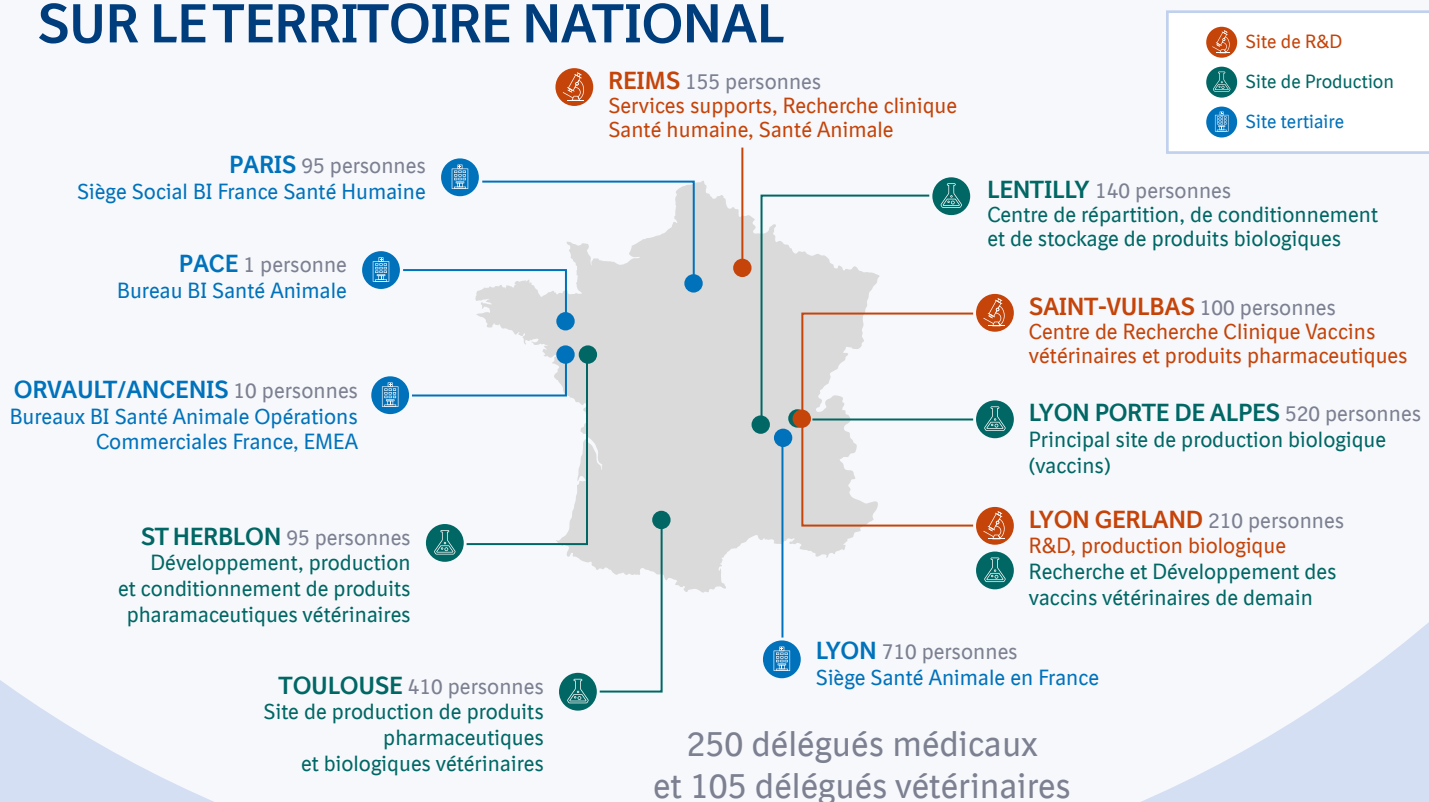 SUR LE TERRITOIRE NATIONAL
Site de R&D
Site de Production
Site tertiaire
REIMS 155 personnes
Services supports, Recherche clinique
Santé humaine, Santé Animale
PARIS 95 personnes
Siège Social BI France Santé Humaine
PACE 1 personne
Bureau BI Santé Animale
ORVAULT/ANCENIS 10 personnes
Bureaux BI Santé Animale Opérations
Commerciales France, EMEA
ST HERBLON 95 personnes
Développement, production
et conditionnement de produits
pharamaceutiques vétérinaires
TOULOUSE 410 personnes
Site de production de produits
pharmaceutiques
et biologiques vétérinaires
LENTILLY 140 personnes
Centre de répartition, de conditionnement
et de stockage de produits biologiques
SAINT-VULBAS 100 personnes
Centre de Recherche Clinique Vaccins
vétérinaires et produits pharmaceutiques
LYON PORTE DE ALPES 520 personnes
Principal site de production biologique
(vaccins)
LYON GERLAND 210 personnes
R&D, production biologique
Recherche et Développement des
vaccins vétérinaires de demain
LYON 710 personnes
Siège Santé Animale en France
250 délégués médicaux
et 105 délégués vétérinaires